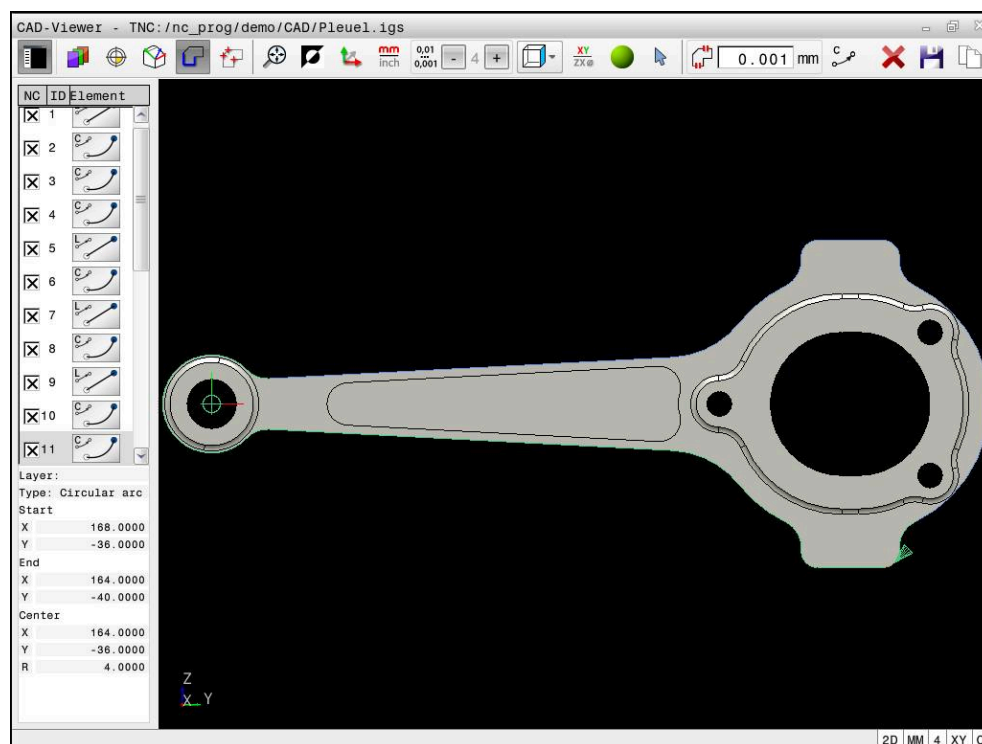 CAD-Viewer - TNC:/nc_prog/demo/CAD/Pleuel.igs
mm
inch
0,01
0,001
- 4 +
XY
ZX⌀
0.001 mm
C
NC ID Element
1 L
2 C
3 C
4 C
5 L
6 C
7 L
8 C
9 L
10 C
11 C
Layer:
Type: Circular arc
Start
X 168.0000
Y -36.0000
End
X 164.0000
Y -40.0000
Center
X 164.0000
Y -36.0000
R 4.0000
Z
X Y
2D MM 4 XY